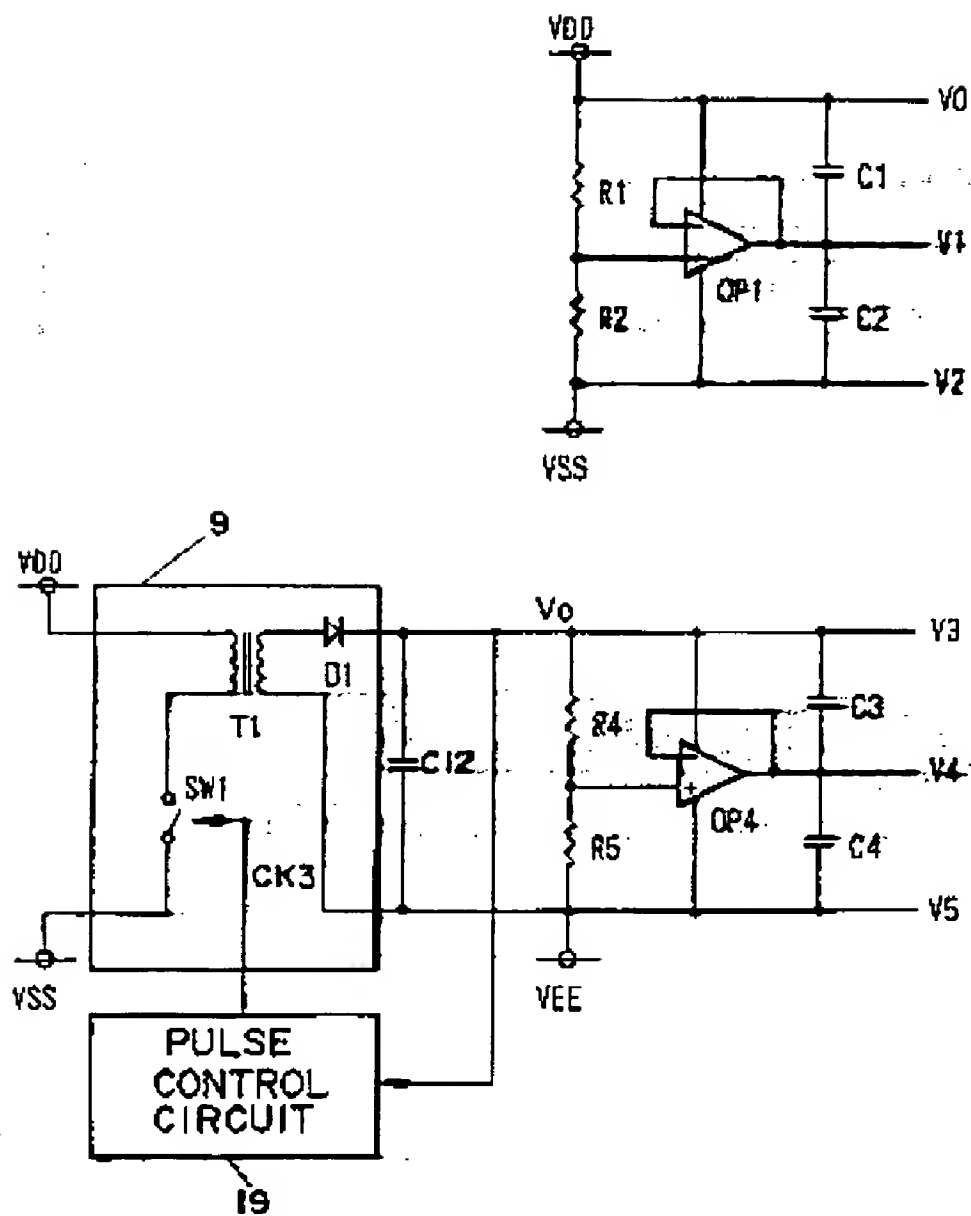 VDD
V0
R1
C1
V1
OP1
R2
C2
V2
VSS
9
VDD
Vo
V3
D1
T1
R4
C3
C12
V4
SW1
+
OP4
R5
C4
CK3
V5
VSS
VEE
PULSE
CONTROL
CIRCUIT
19